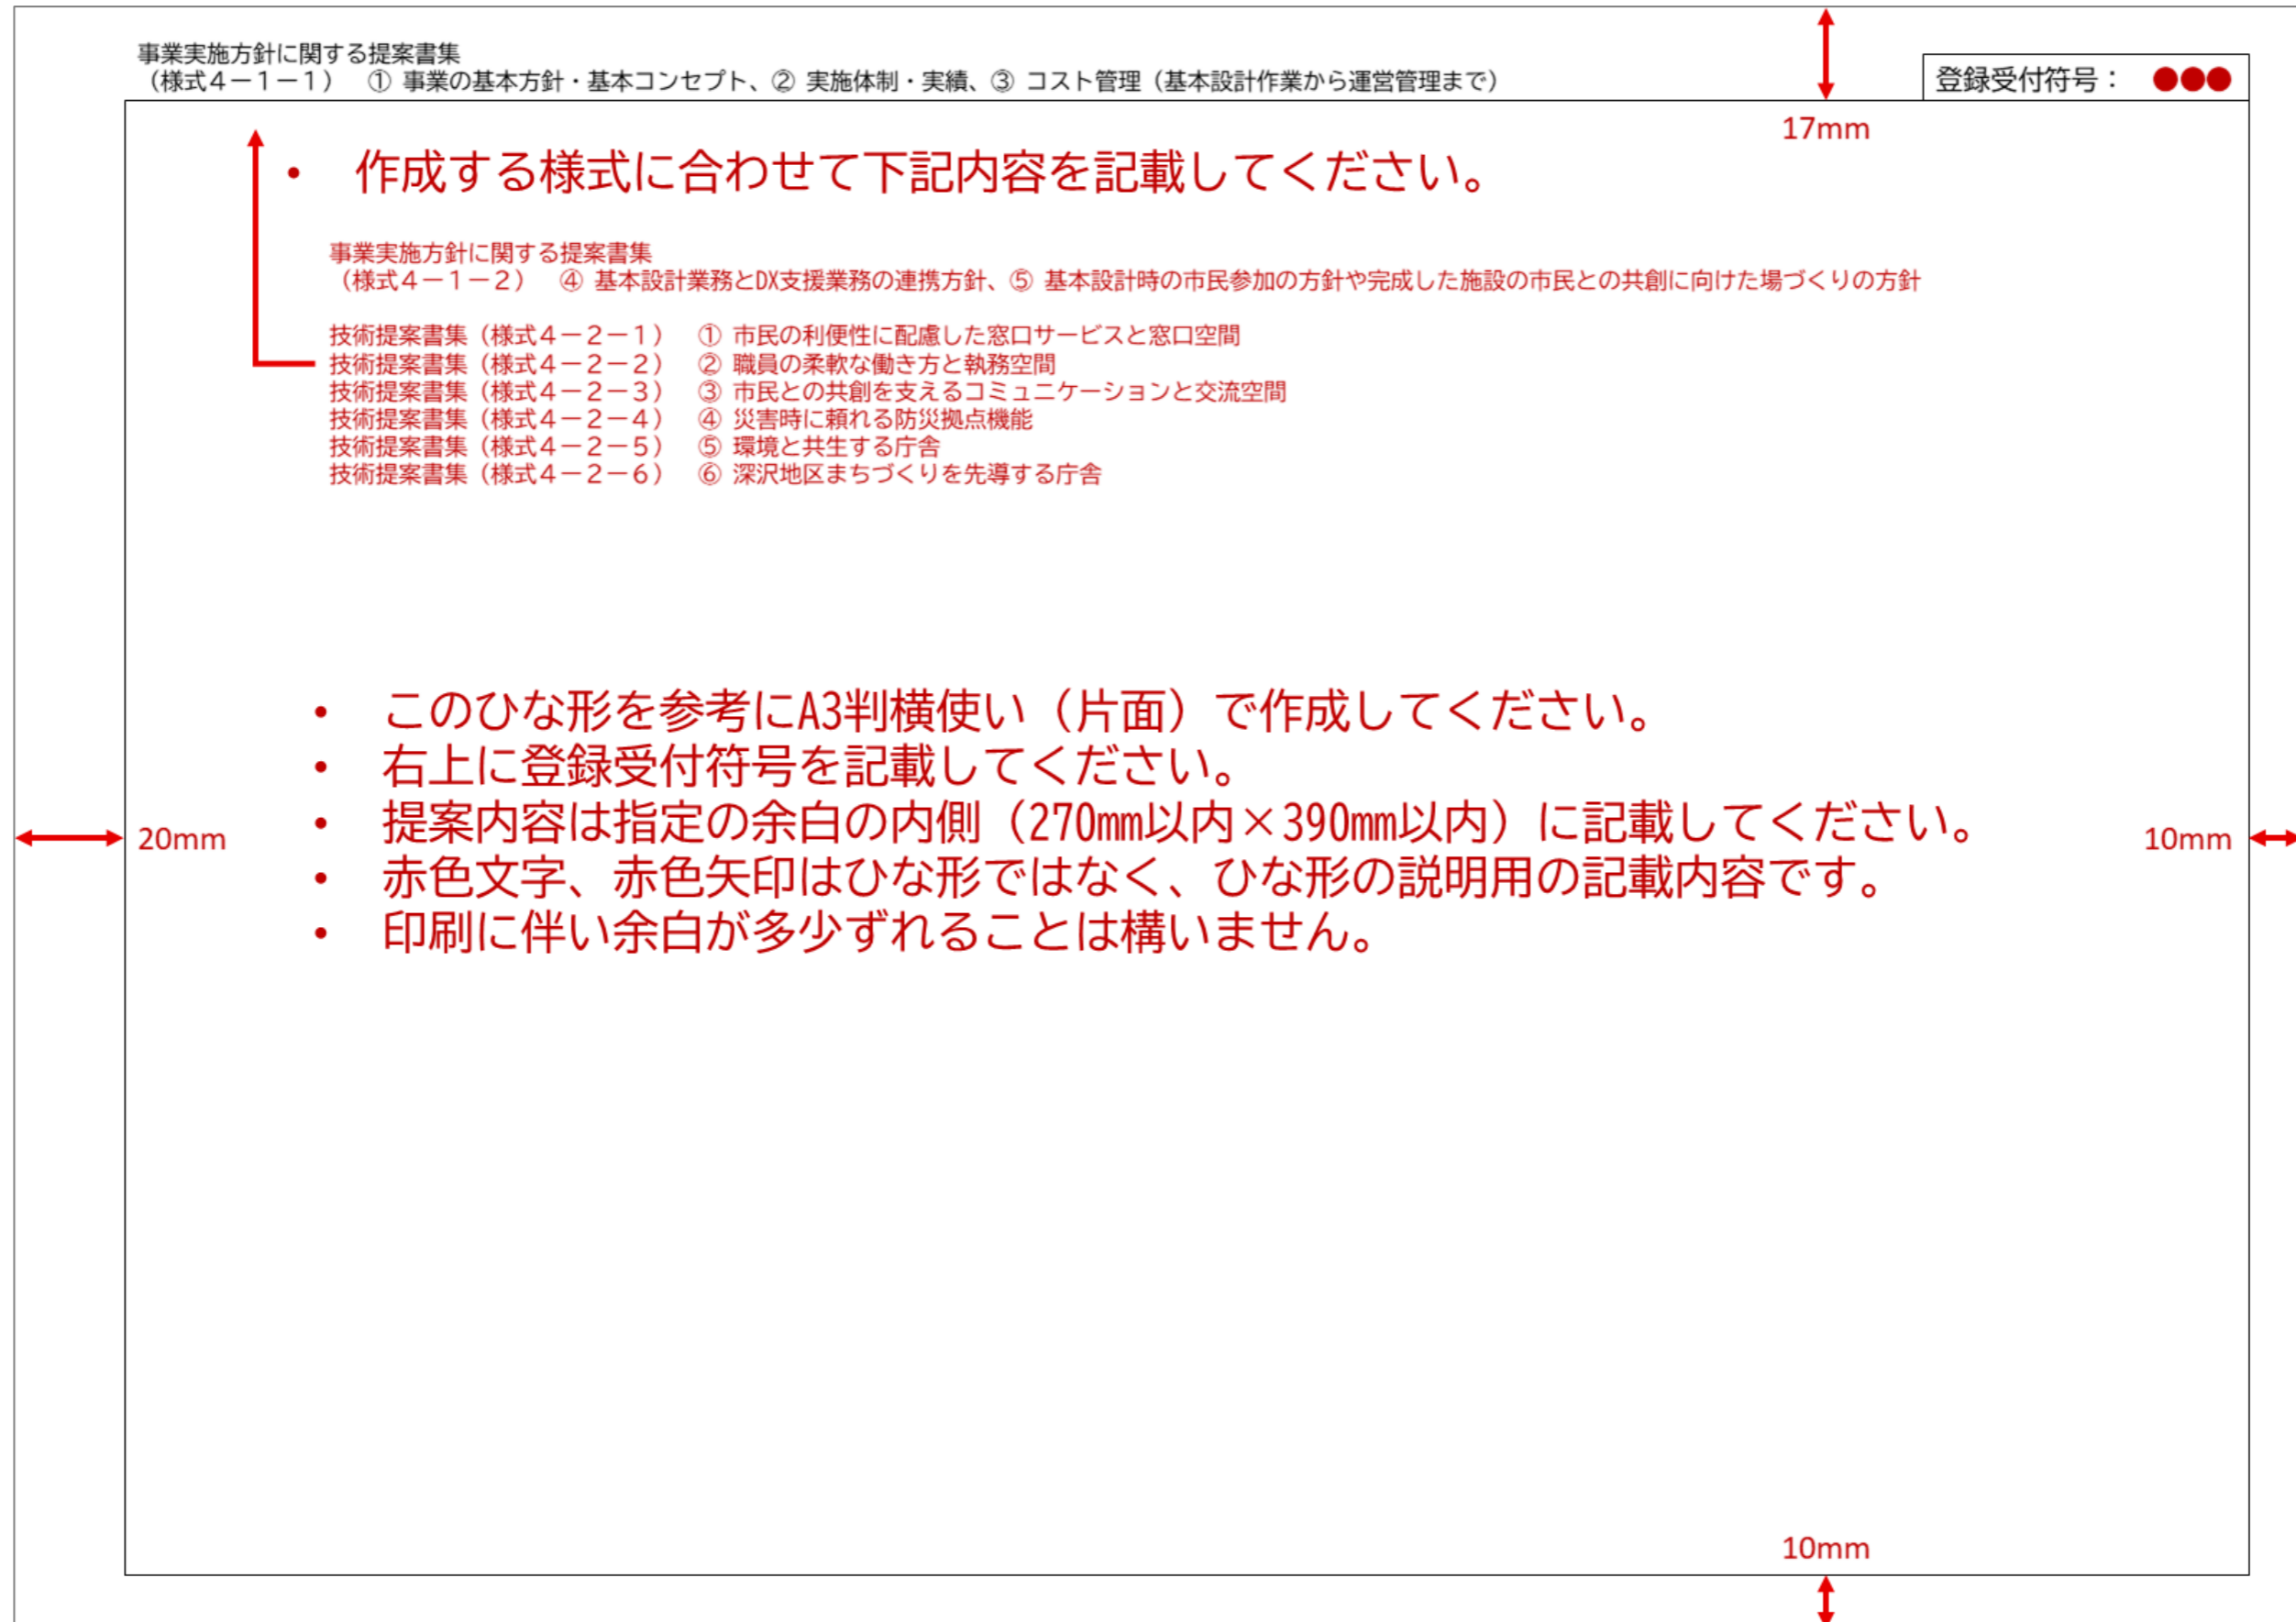 事業実施方針に関する提案書集
（様式４－１－１）　① 事業の基本方針・基本コンセプト、② 実施体制・実績、③ コスト管理（基本設計作業から運営管理まで）
登録受付符号：　●●●
17mm
・ 作成する様式に合わせて下記内容を記載してください。
事業実施方針に関する提案書集
（様式４－１－２）　④ 基本設計業務とDX支援業務の連携方針、⑤ 基本設計時の市民参加の方針や完成した施設の市民との共創に向けた場づくりの方針
技術提案書集（様式４－２－１）　① 市民の利便性に配慮した窓口サービスと窓口空間
技術提案書集（様式４－２－２）　② 職員の柔軟な働き方と執務空間
技術提案書集（様式４－２－３）　③ 市民との共創を支えるコミュニケーションと交流空間
技術提案書集（様式４－２－４）　④ 災害時に頼れる防災拠点機能
技術提案書集（様式４－２－５）　⑤ 環境と共生する庁舎
技術提案書集（様式４－２－６）　⑥ 深沢地区まちづくりを先導する庁舎
・ このひな形を参考にA3判横使い（片面）で作成してください。
・ 右上に登録受付符号を記載してください。
・ 提案内容は指定の余白の内側（270mm以内×390mm以内）に記載してください。
・ 赤色文字、赤色矢印はひな形ではなく、ひな形の説明用の記載内容です。
・ 印刷に伴い余白が多少ずれることは構いません。
20mm
10mm
10mm